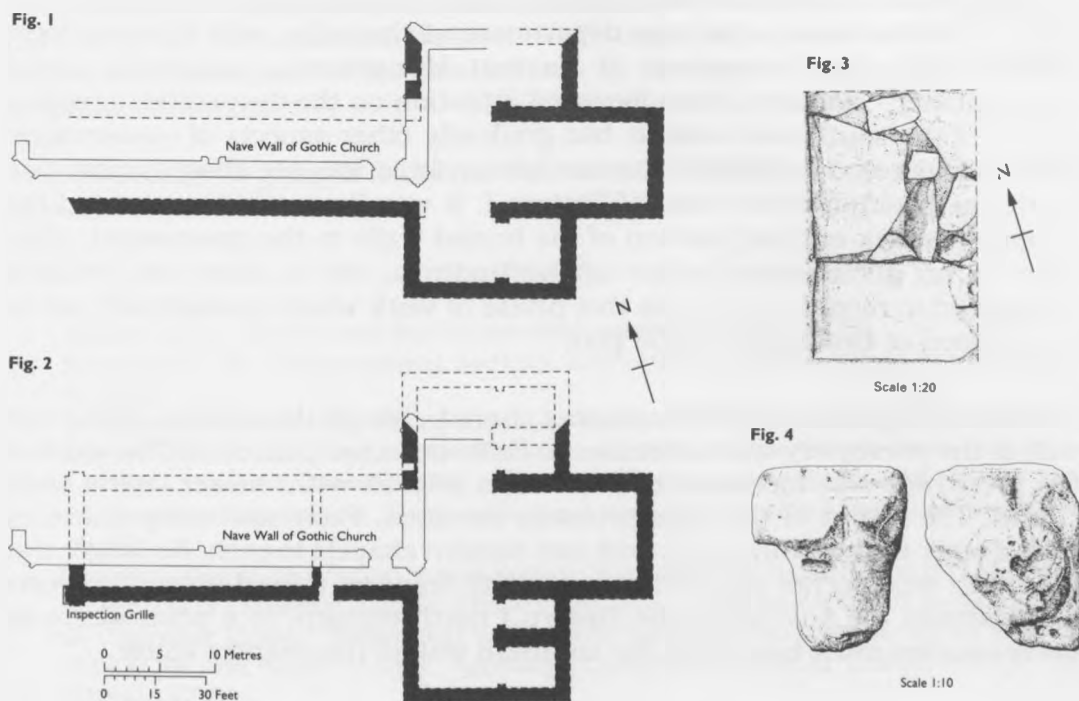 Fig. 1
Nave Wall of Gothic Church
Fig. 3
N
Scale 1:20
N
Fig. 2
Nave Wall of Gothic Church
Inspection Grille
0 5 10 Metres
0 15 30 Feet
Fig. 4
Scale 1:10